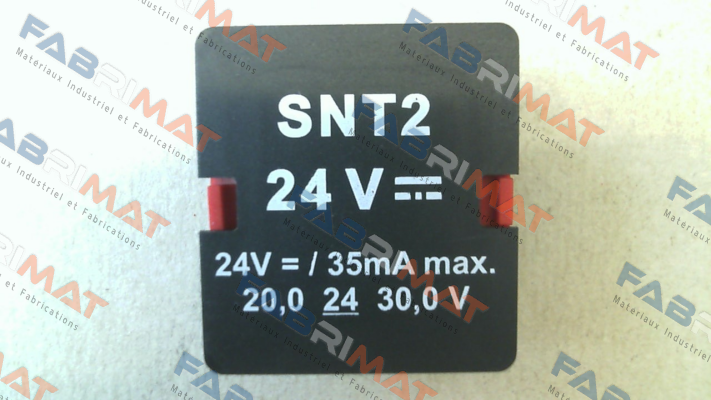 SNT2
24 V ⎓
24V = / 35mA max.
20,0 24 30,0 V
FABRIMAT
Materiaux Industriel et Fabrications